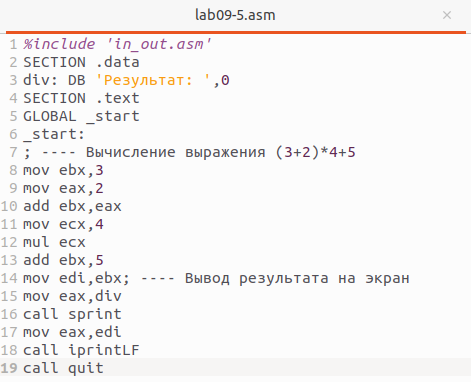 lab09-5.asm
1 %include 'in_out.asm'
2 SECTION .data
3 div: DB 'Результат: ',0
4 SECTION .text
5 GLOBAL _start
6 _start:
7 ; ---- Вычисление выражения (3+2)*4+5
8 mov ebx,3
9 mov eax,2
10 add ebx,eax
11 mov ecx,4
12 mul ecx
13 add ebx,5
14 mov edi,ebx; ---- Вывод результата на экран
15 mov eax,div
16 call sprint
17 mov eax,edi
18 call iprintLF
19 call quit